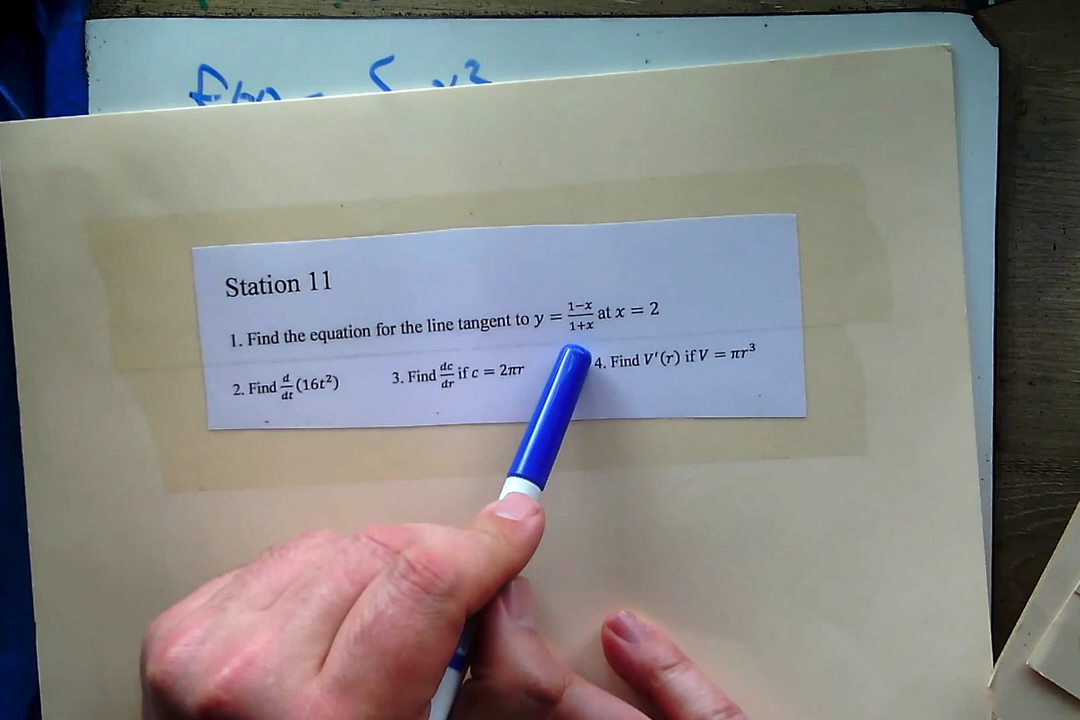 Station 11
1. Find the equation for the line tangent to y = (1−x)/(1+x) at x = 2
2. Find d/dt (16t²) 3. Find dc/dr if c = 2πr 4. Find V′(r) if V = πr³